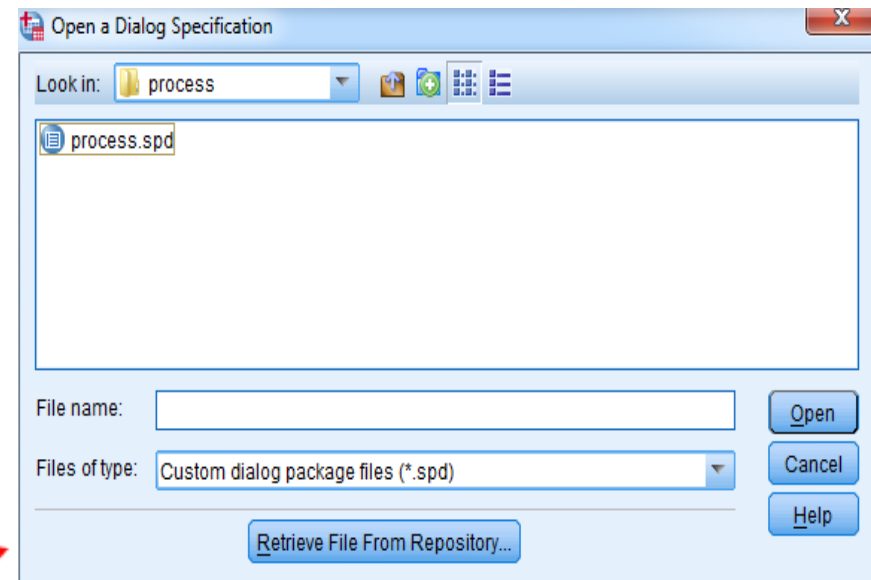 Open a Dialog Specification
X
Look in: process
process.spd
File name:
Open
Files of type: Custom dialog package files (*.spd)
Cancel
Help
Retrieve File From Repository...